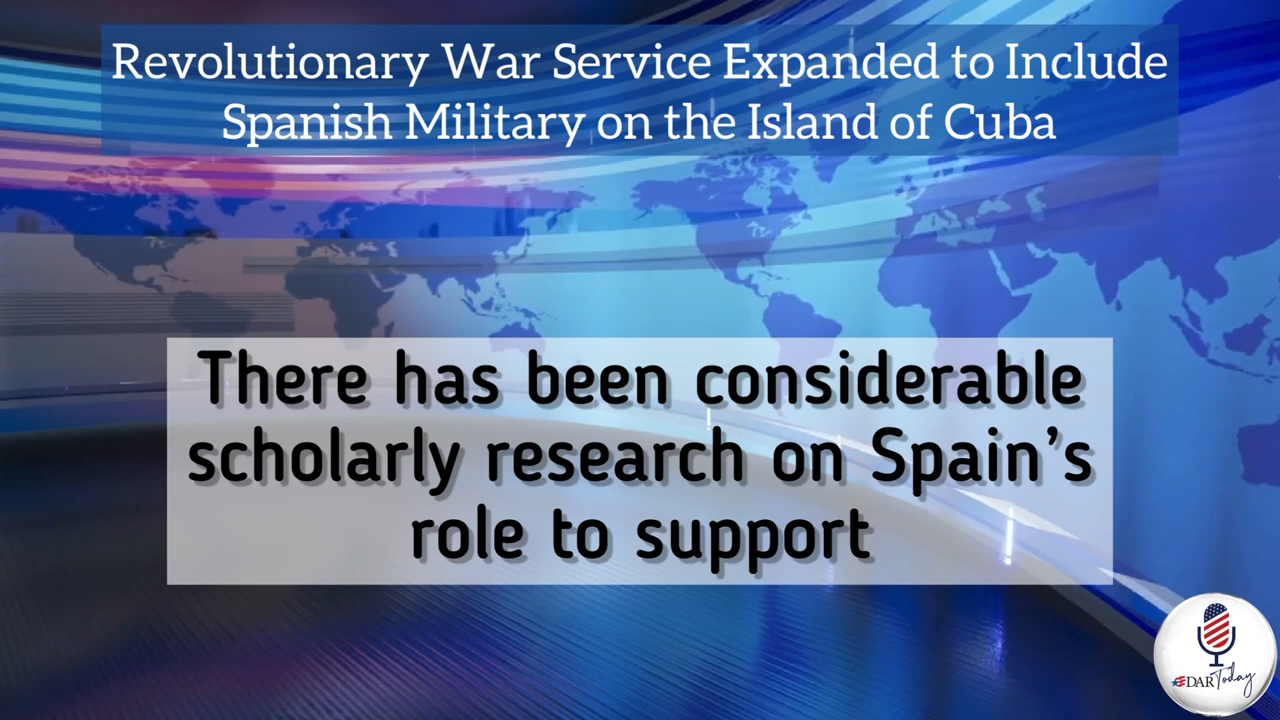 Revolutionary War Service Expanded to Include
Spanish Military on the Island of Cuba
There has been considerable
scholarly research on Spain’s
role to support
DAR Today